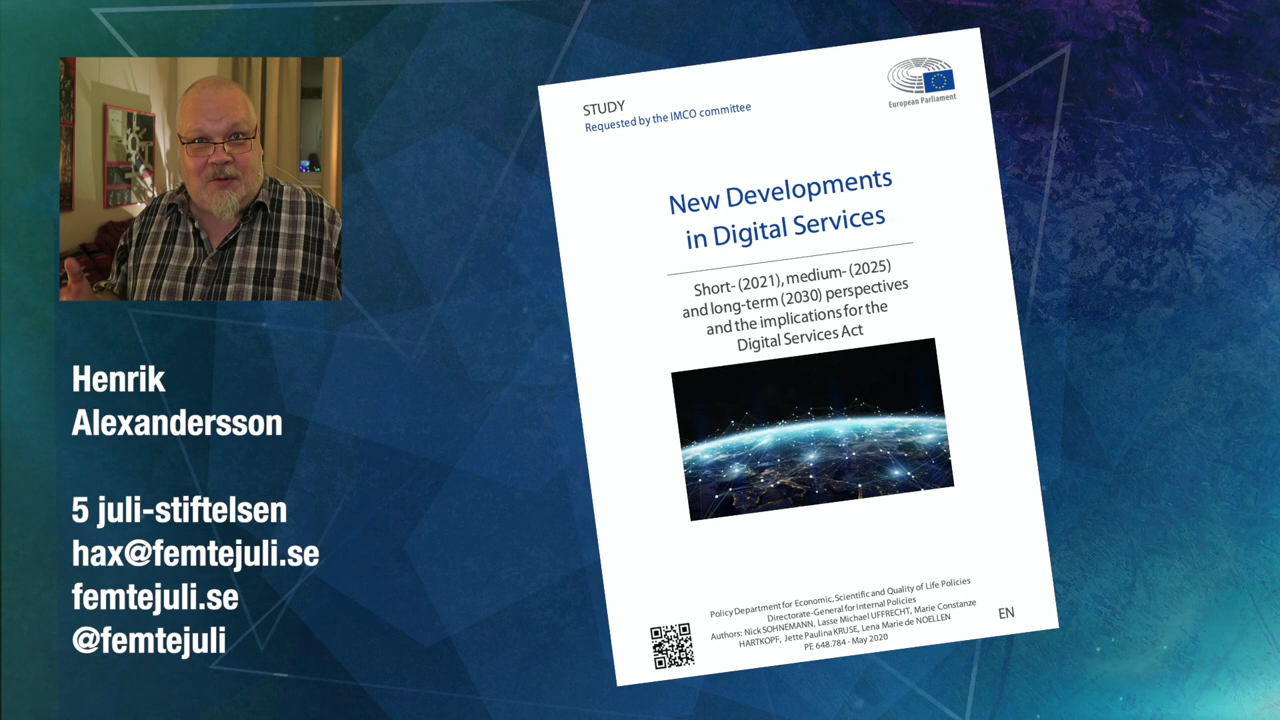 Henrik
Alexandersson
5 juli-stiftelsen
hax@femtejuli.se
femtejuli.se
@femtejuli
STUDY
Requested by the IMCO committee
European Parliament
New Developments
in Digital Services
Short- (2021), medium- (2025)
and long-term (2030) perspectives
and the implications for the
Digital Services Act
Policy Department for Economic, Scientific and Quality of Life Policies
Directorate-General for Internal Policies
Authors: Nick SOHNEMANN, Lasse Michael UFFRECHT, Marie Constanze
HARTKOPF, Jette Paulina KRUSE, Lena Marie de NOELLEN
PE 648.784 - May 2020
EN